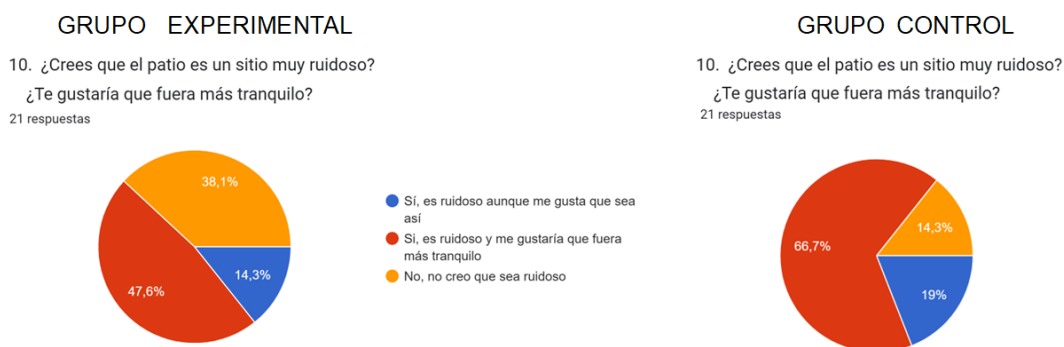 GRUPO EXPERIMENTAL
10. ¿Crees que el patio es un sitio muy ruidoso?
¿Te gustaría que fuera más tranquilo?
21 respuestas
38,1%
14,3%
47,6%
Sí, es ruidoso aunque me gusta que sea
así
Si, es ruidoso y me gustaría que fuera
más tranquilo
No, no creo que sea ruidoso
GRUPO CONTROL
10. ¿Crees que el patio es un sitio muy ruidoso?
¿Te gustaría que fuera más tranquilo?
21 respuestas
66,7%
14,3%
19%